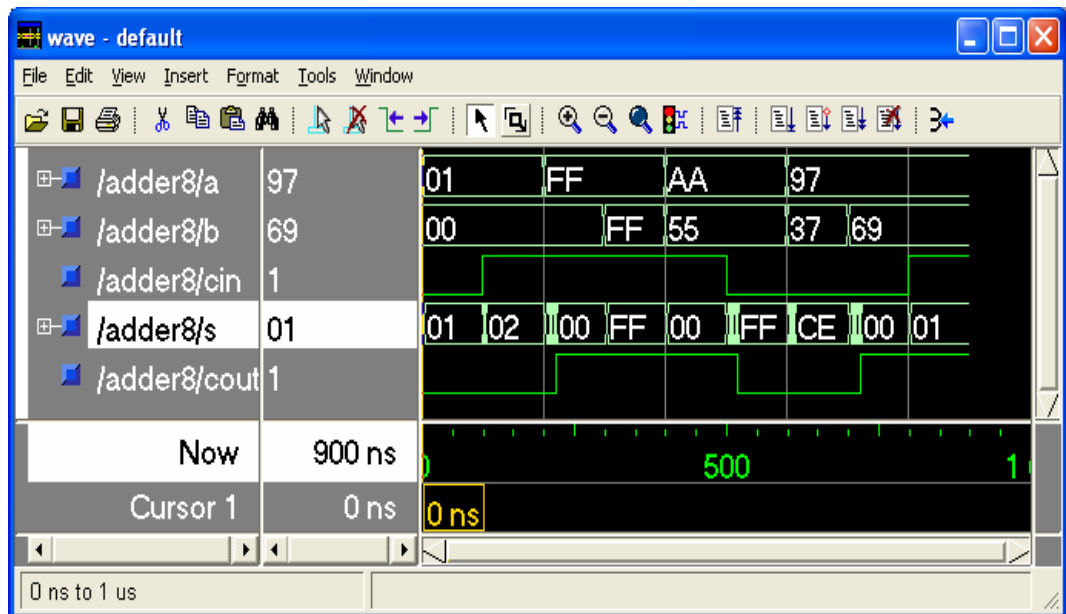 wave - default
File Edit View Insert Format Tools Window
/adder8/a 97 01 FF AA 97
/adder8/b 69 00 FF 55 37 69
/adder8/cin 1
/adder8/s 01 01 02 00 FF 00 FF CE 00 01
/adder8/cout 1
Now 900 ns 500 1
Cursor 1 0 ns 0 ns
0 ns to 1 us